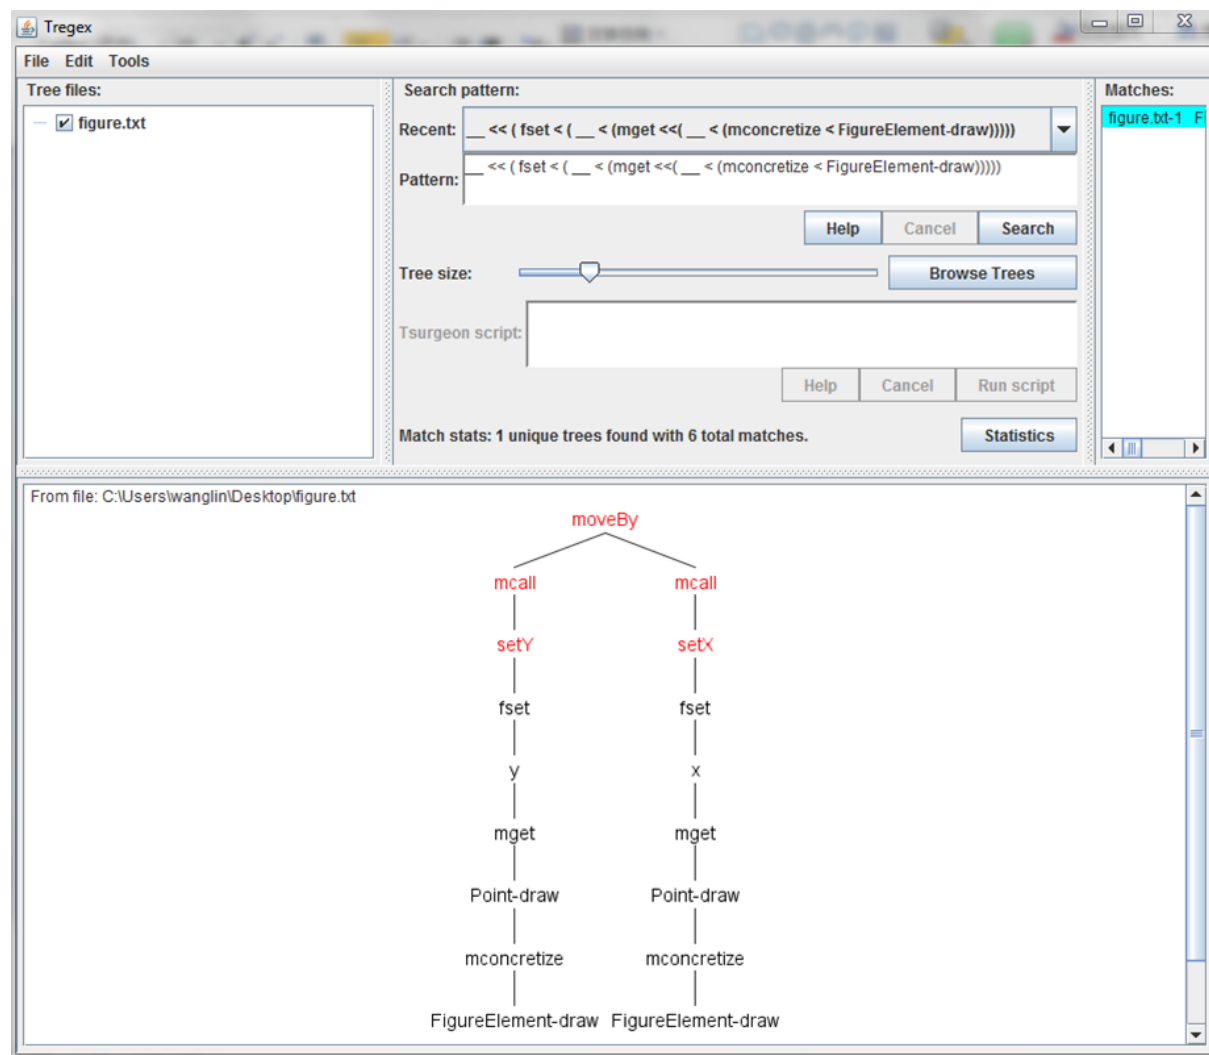 Tregex
File Edit Tools
Tree files:
figure.txt
Search pattern:
Recent: __ << ( fset < ( __ < (mget <<( __ < (mconcretize < FigureElement-draw)))))
Pattern: __ << ( fset < ( __ < (mget <<( __ < (mconcretize < FigureElement-draw)))))
Help Cancel Search
Tree size: Browse Trees
Tsurgeon script:
Help Cancel Run script
Match stats: 1 unique trees found with 6 total matches. Statistics
Matches:
figure.txt-1 F
From file: C:\Users\wanglin\Desktop\figure.txt
moveBy
mcall mcall
setY setX
fset fset
y x
mget mget
Point-draw Point-draw
mconcretize mconcretize
FigureElement-draw FigureElement-draw